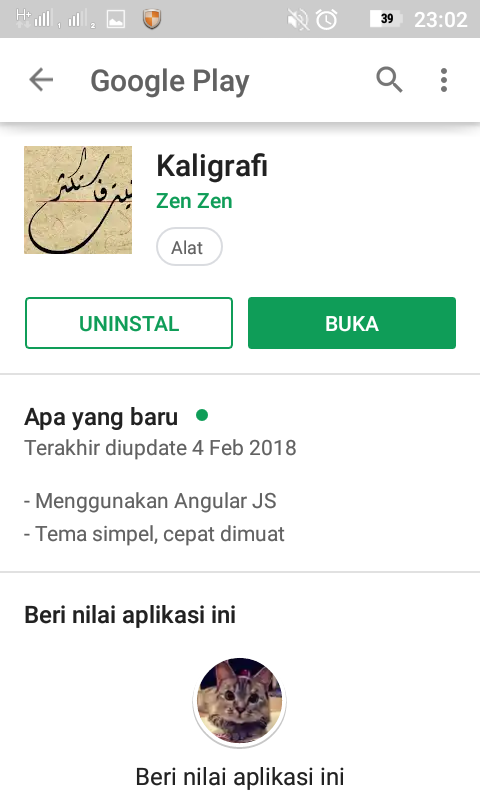 H+ 2 39 23:02
Google Play
Kaligrafi
Zen Zen
Alat
UNINSTAL
BUKA
Apa yang baru
Terakhir diupdate 4 Feb 2018
- Menggunakan Angular JS
- Tema simpel, cepat dimuat
Beri nilai aplikasi ini
Beri nilai aplikasi ini